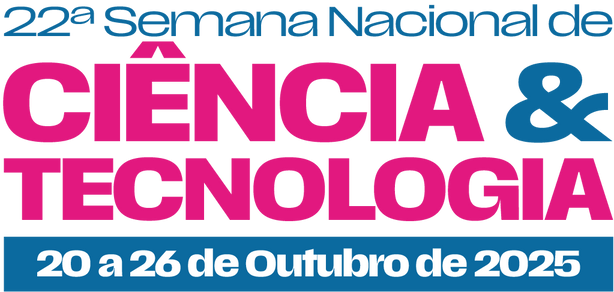 22ª Semana Nacional de
CIÊNCIA &
TECNOLOGIA
20 a 26 de Outubro de 2025